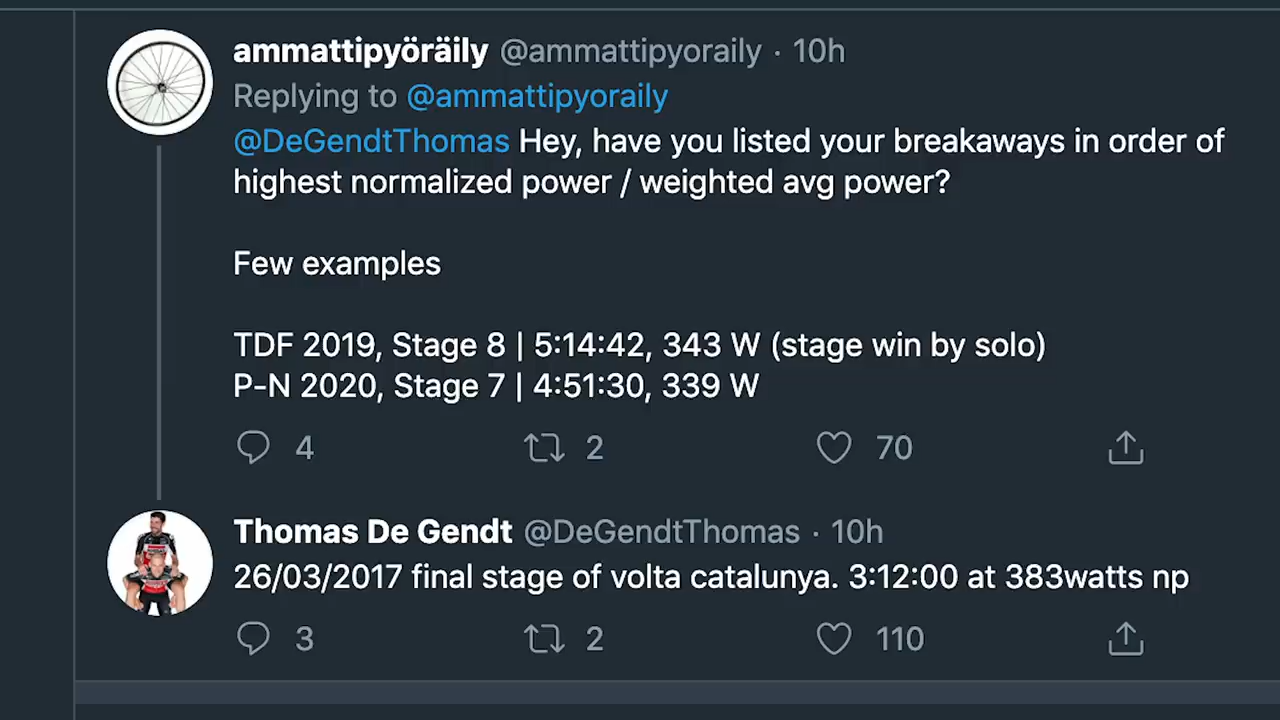 ammattipyöräily @ammattipyoraily · 10h
Replying to @ammattipyoraily
@DeGendtThomas Hey, have you listed your breakaways in order of
highest normalized power / weighted avg power?
Few examples
TDF 2019, Stage 8 | 5:14:42, 343 W (stage win by solo)
P-N 2020, Stage 7 | 4:51:30, 339 W
4 2 70
Thomas De Gendt @DeGendtThomas · 10h
26/03/2017 final stage of volta catalunya. 3:12:00 at 383watts np
3 2 110